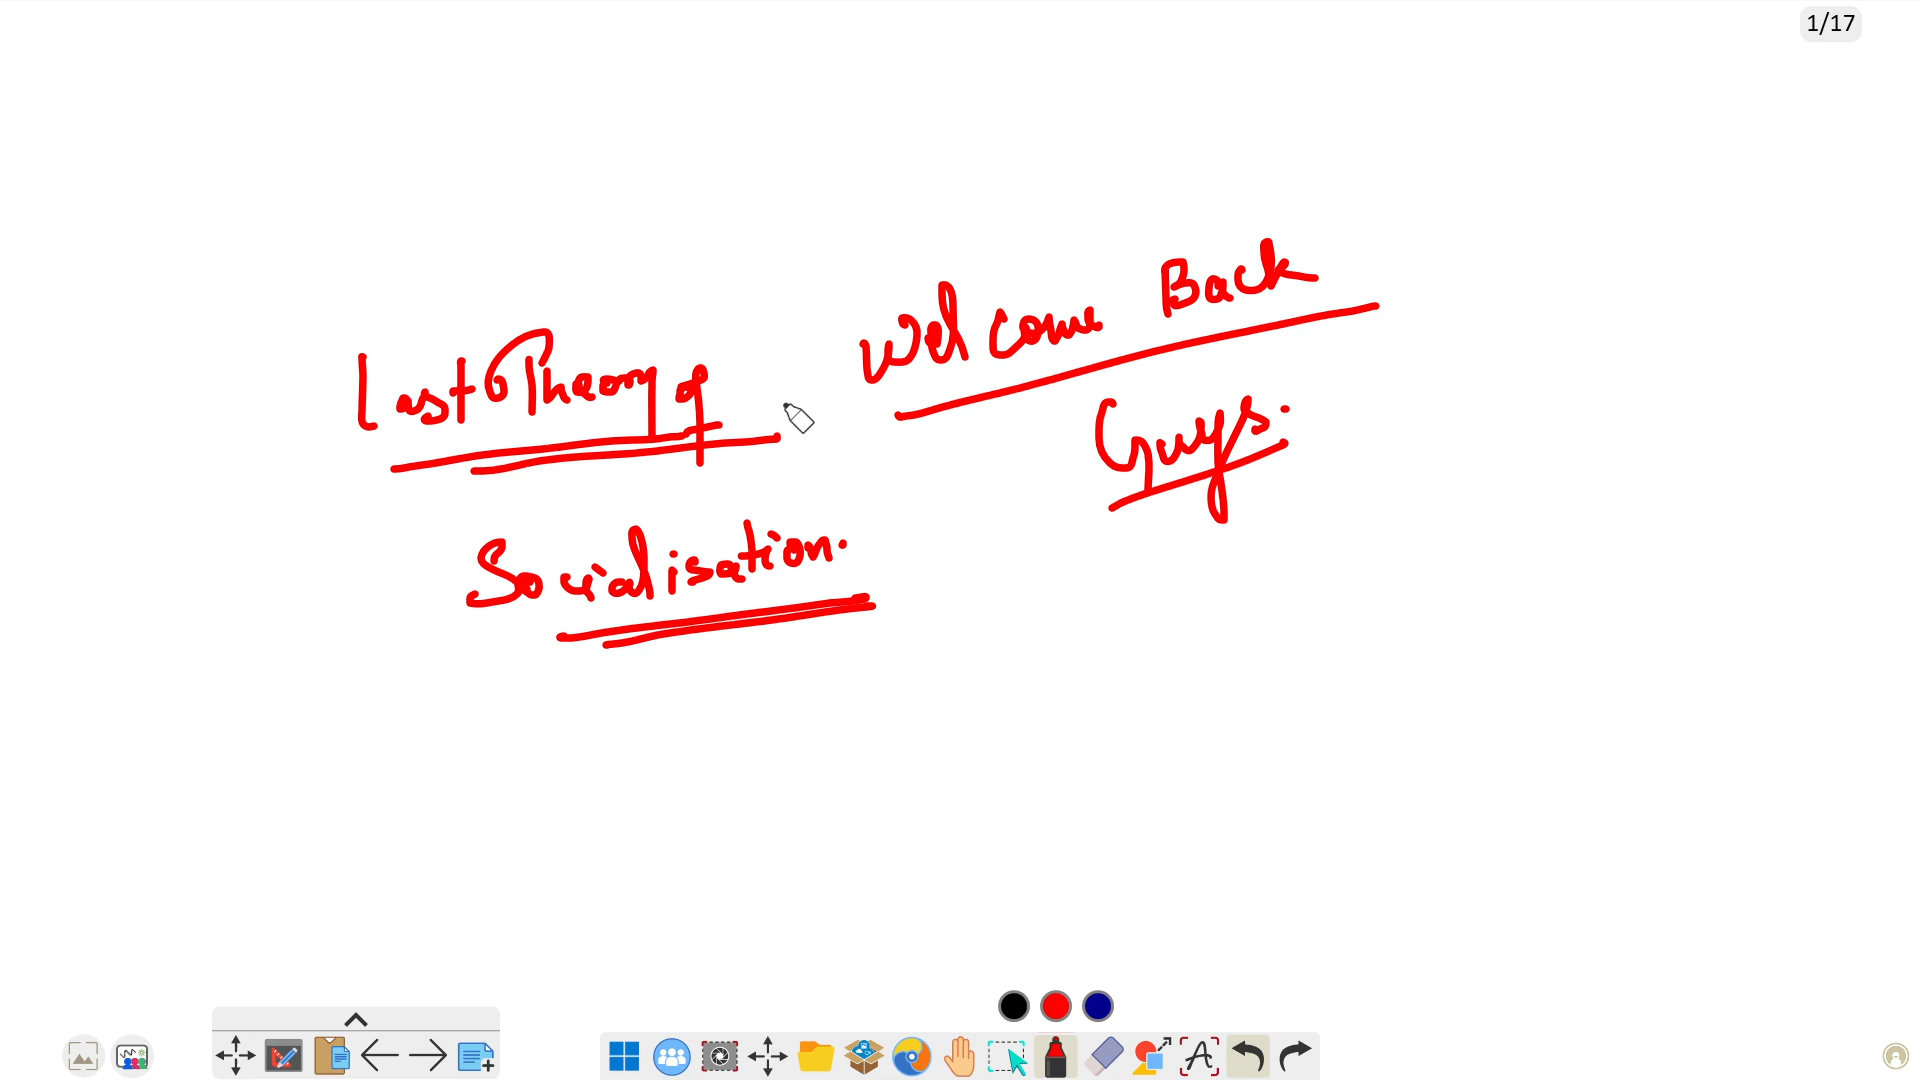 1/17
Welcome Back
Guys.
Last Theory of
Socialisation.